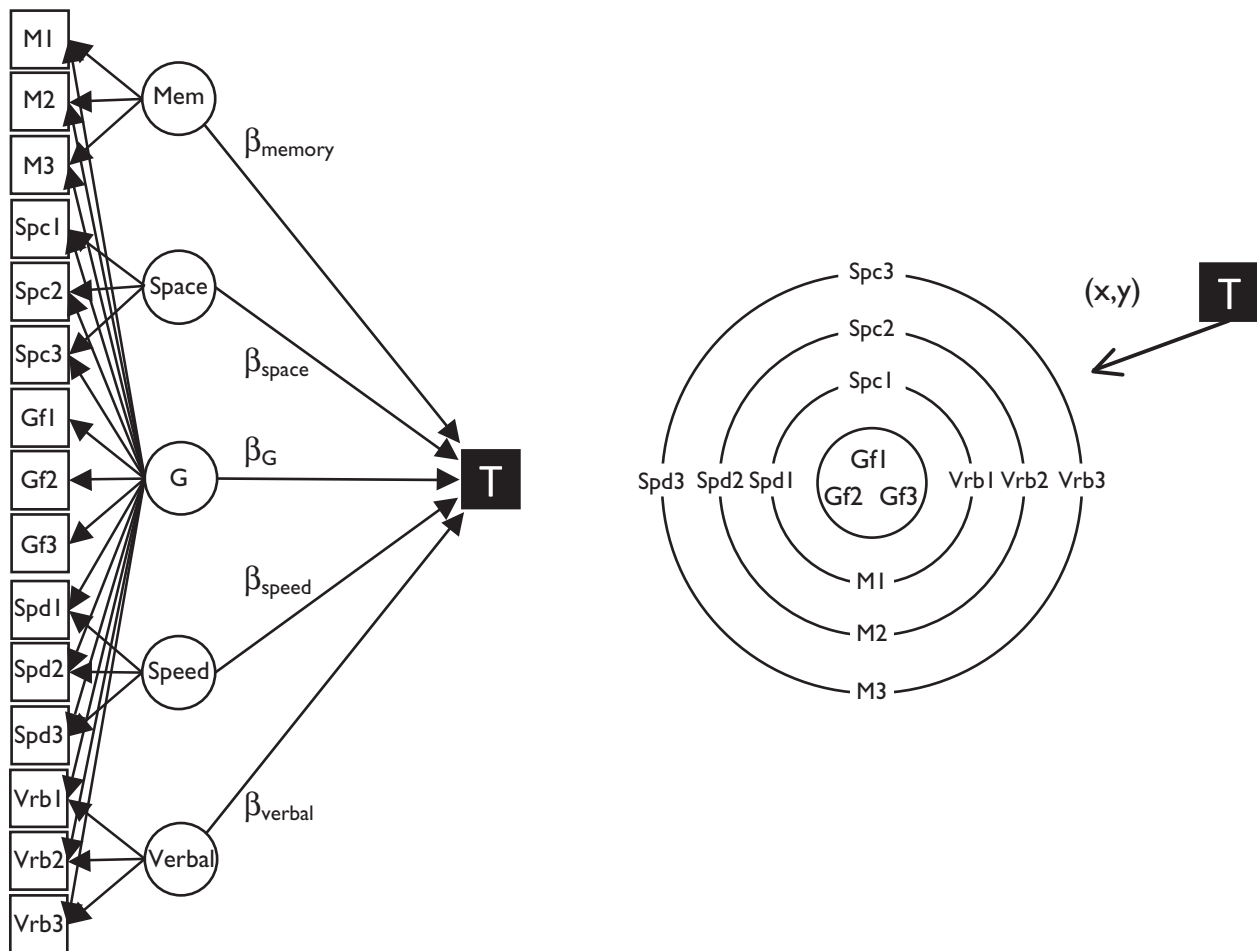 M1
M2
M3
Spc1
Spc2
Spc3
Gf1
Gf2
Gf3
Spd1
Spd2
Spd3
Vrb1
Vrb2
Vrb3
Mem
Space
G
Speed
Verbal
βmemory
βspace
βG
βspeed
βverbal
T
Spc3
(x,y)
T
Spc2
Spc1
Gf1
Spd3 Spd2 Spd1 Vrb1 Vrb2 Vrb3
Gf2 Gf3
M1
M2
M3